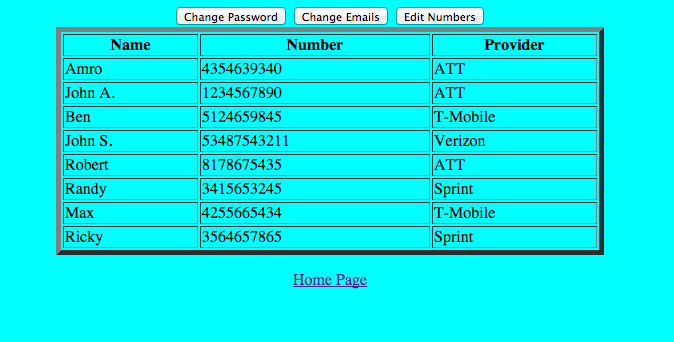 Change Password Change Emails Edit Numbers
Name Number Provider
Amro 4354639340 ATT
John A. 1234567890 ATT
Ben 5124659845 T-Mobile
John S. 53487543211 Verizon
Robert 8178675435 ATT
Randy 3415653245 Sprint
Max 4255665434 T-Mobile
Ricky 3564657865 Sprint
Home Page